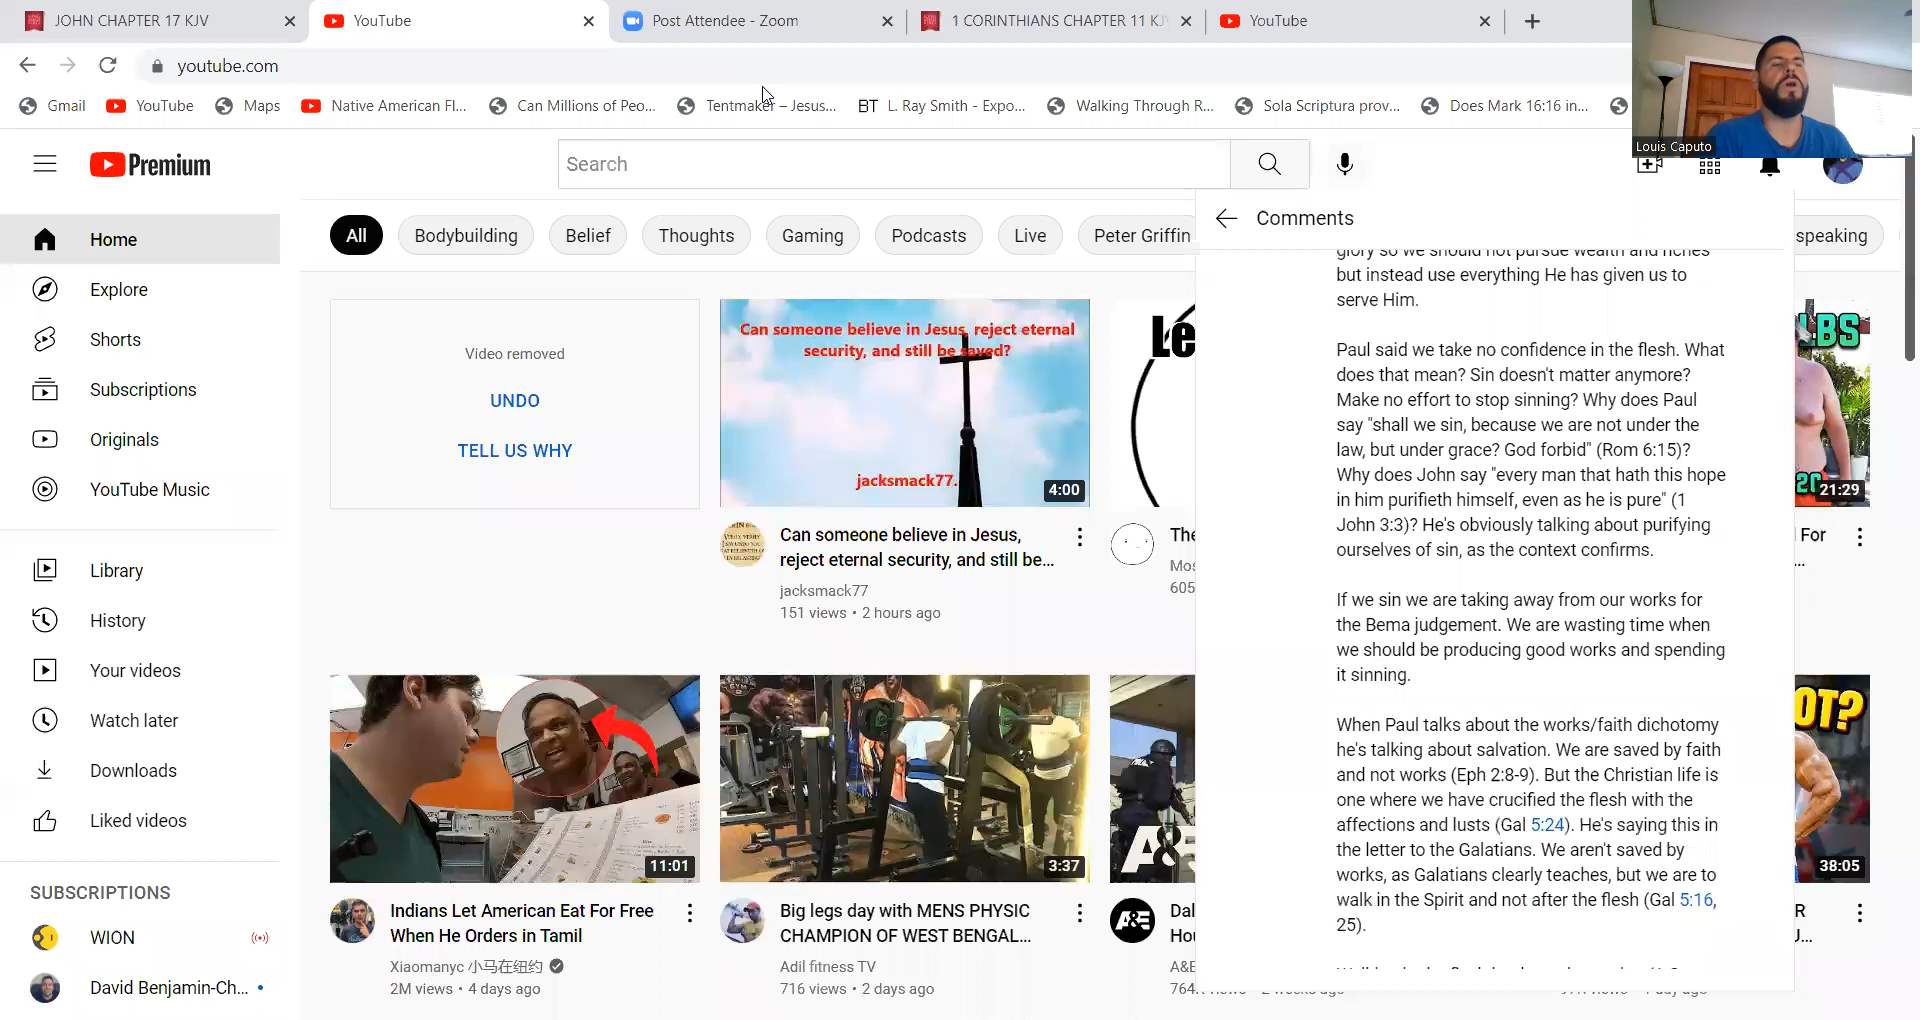 JOHN CHAPTER 17 KJV
YouTube
Post Attendee - Zoom
1 CORINTHIANS CHAPTER 11 KJV
YouTube
youtube.com
Gmail
YouTube
Maps
Native American Fl...
Can Millions of Peo...
Tentmaker – Jesus...
BT L. Ray Smith - Expo...
Walking Through R...
Sola Scriptura prov...
Does Mark 16:16 in...
Louis Caputo
Premium
Search
Home
Explore
Shorts
Subscriptions
Originals
YouTube Music
Library
History
Your videos
Watch later
Downloads
Liked videos
SUBSCRIPTIONS
WION
David Benjamin-Ch...
All
Bodybuilding
Belief
Thoughts
Gaming
Podcasts
Live
Peter Griffin
speaking
Video removed
UNDO
TELL US WHY
Can someone believe in Jesus, reject eternal
security, and still be saved?
jacksmack77.
4:00
Can someone believe in Jesus,
reject eternal security, and still be...
jacksmack77
151 views • 2 hours ago
Le
The
Mos
605
LBS
21:29
For
...
11:01
Indians Let American Eat For Free
When He Orders in Tamil
Xiaomanyc 小马在纽约
2M views • 4 days ago
GYM
3:37
Big legs day with MENS PHYSIC
CHAMPION OF WEST BENGAL...
Adil fitness TV
716 views • 2 days ago
A&E
A&E
Dal
Hou
A&E
OT?
38:05
R
Comments
glory so we should not pursue wealth and riches
but instead use everything He has given us to
serve Him.
Paul said we take no confidence in the flesh. What
does that mean? Sin doesn't matter anymore?
Make no effort to stop sinning? Why does Paul
say "shall we sin, because we are not under the
law, but under grace? God forbid" (Rom 6:15)?
Why does John say "every man that hath this hope
in him purifieth himself, even as he is pure" (1
John 3:3)? He's obviously talking about purifying
ourselves of sin, as the context confirms.
If we sin we are taking away from our works for
the Bema judgement. We are wasting time when
we should be producing good works and spending
it sinning.
When Paul talks about the works/faith dichotomy
he's talking about salvation. We are saved by faith
and not works (Eph 2:8-9). But the Christian life is
one where we have crucified the flesh with the
affections and lusts (Gal 5:24). He's saying this in
the letter to the Galatians. We aren't saved by
works, as Galatians clearly teaches, but we are to
walk in the Spirit and not after the flesh (Gal 5:16,
25).